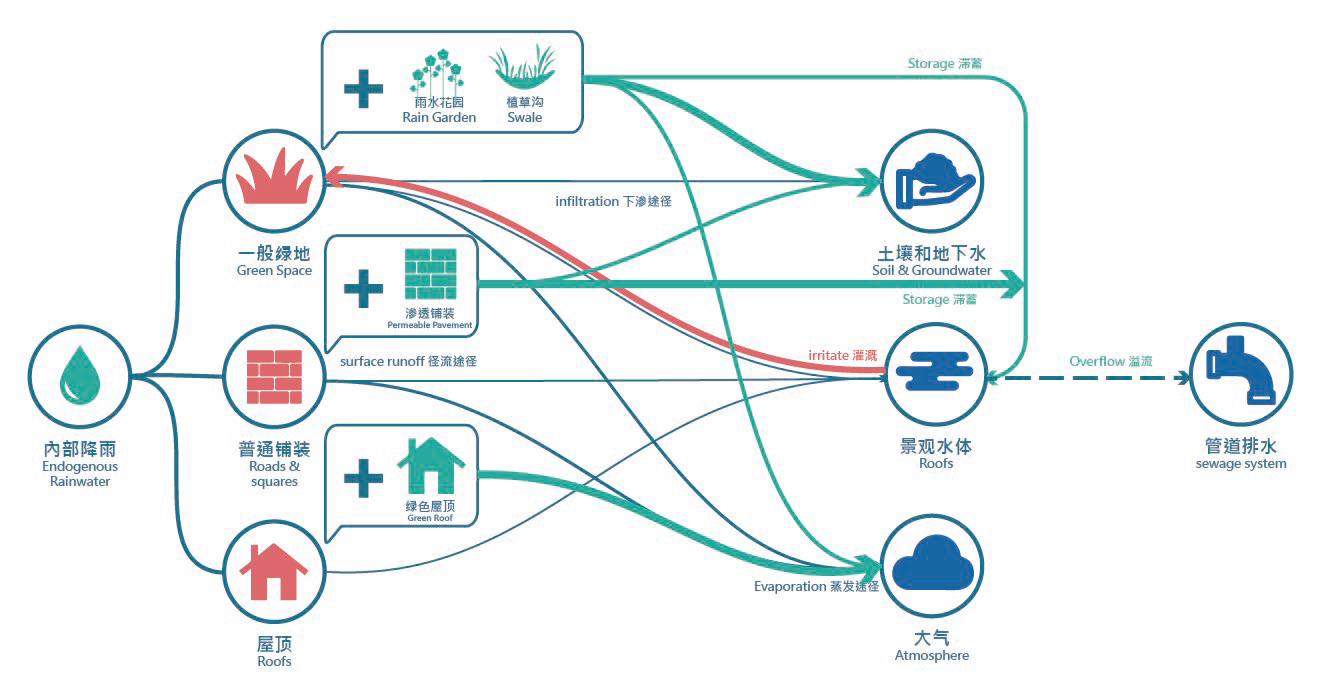 Storage 滞蓄
雨水花园
Rain Garden
植草沟
Swale
infiltration 下渗途径
一般绿地
Green Space
土壤和地下水
Soil & Groundwater
Storage 滞蓄
渗透铺装
Permeable Pavement
surface runoff 径流途径
irritate 灌溉
Overflow 溢流
内部降雨
Endogenous
Rainwater
普通铺装
Roads &
squares
景观水体
Roofs
管道排水
sewage system
绿色屋顶
Green Roof
Evaporation 蒸发途径
屋顶
Roofs
大气
Atmosphere